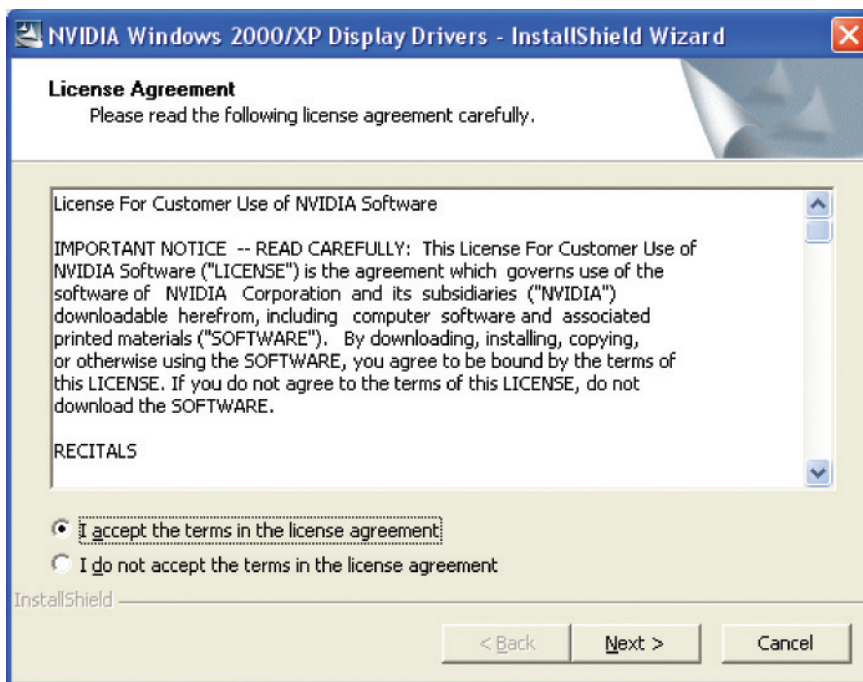 NVIDIA Windows 2000/XP Display Drivers - InstallShield Wizard
License Agreement
Please read the following license agreement carefully.
License For Customer Use of NVIDIA Software
IMPORTANT NOTICE -- READ CAREFULLY: This License For Customer Use of
NVIDIA Software ("LICENSE") is the agreement which governs use of the
software of NVIDIA Corporation and its subsidiaries ("NVIDIA")
downloadable herefrom, including computer software and associated
printed materials ("SOFTWARE"). By downloading, installing, copying,
or otherwise using the SOFTWARE, you agree to be bound by the terms of
this LICENSE. If you do not agree to the terms of this LICENSE, do not
download the SOFTWARE.
RECITALS
I accept the terms in the license agreement
I do not accept the terms in the license agreement
InstallShield
< Back Next > Cancel